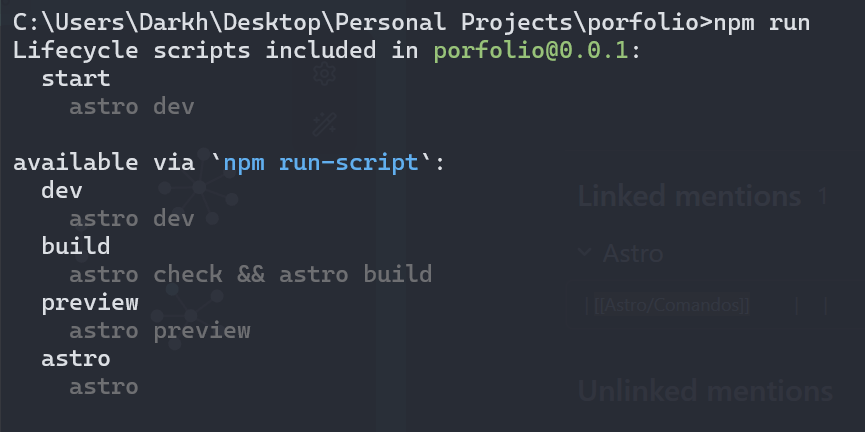 C:\Users\Darkh\Desktop\Personal Projects\porfolio>npm run
Lifecycle scripts included in porfolio@0.0.1:
  start
    astro dev

available via `npm run-script`:
  dev
    astro dev
  build
    astro check && astro build
  preview
    astro preview
  astro
    astro
Linked mentions 1
Astro
[[Astro/Comandos]]
Unlinked mentions